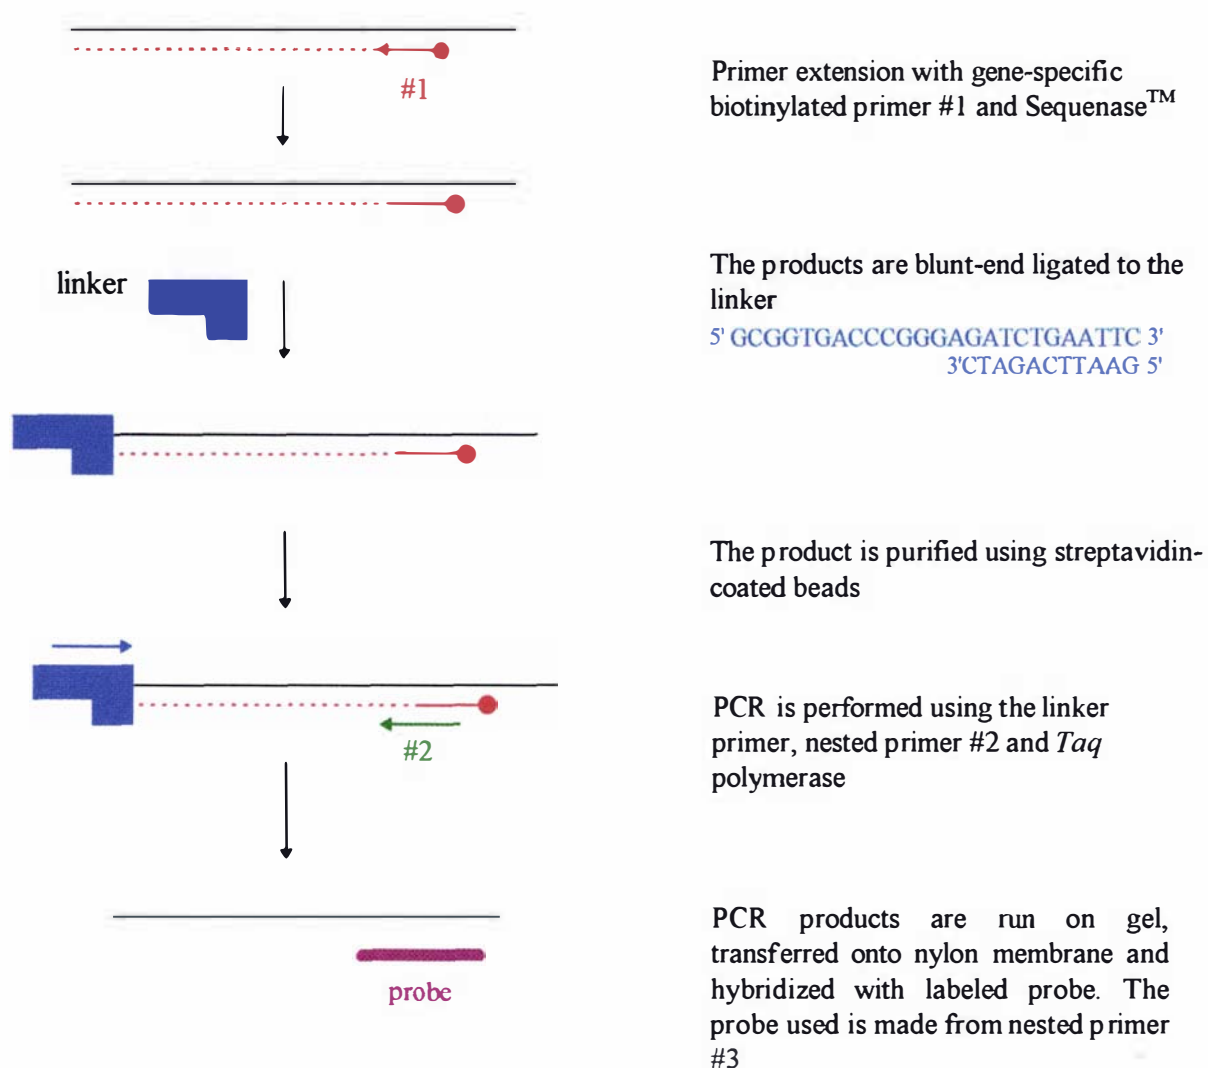 #1
Primer extension with gene-specific
biotinylated primer #1 and Sequenase™
linker
The products are blunt-end ligated to the
linker
5' GCGGTGACCCGGGAGATCTGAATTC 3'
3'CTAGACTTAAG 5'
The product is purified using streptavidin-
coated beads
#2
PCR is performed using the linker
primer, nested primer #2 and Taq
polymerase
probe
PCR products are run on gel,
transferred onto nylon membrane and
hybridized with labeled probe. The
probe used is made from nested primer
#3